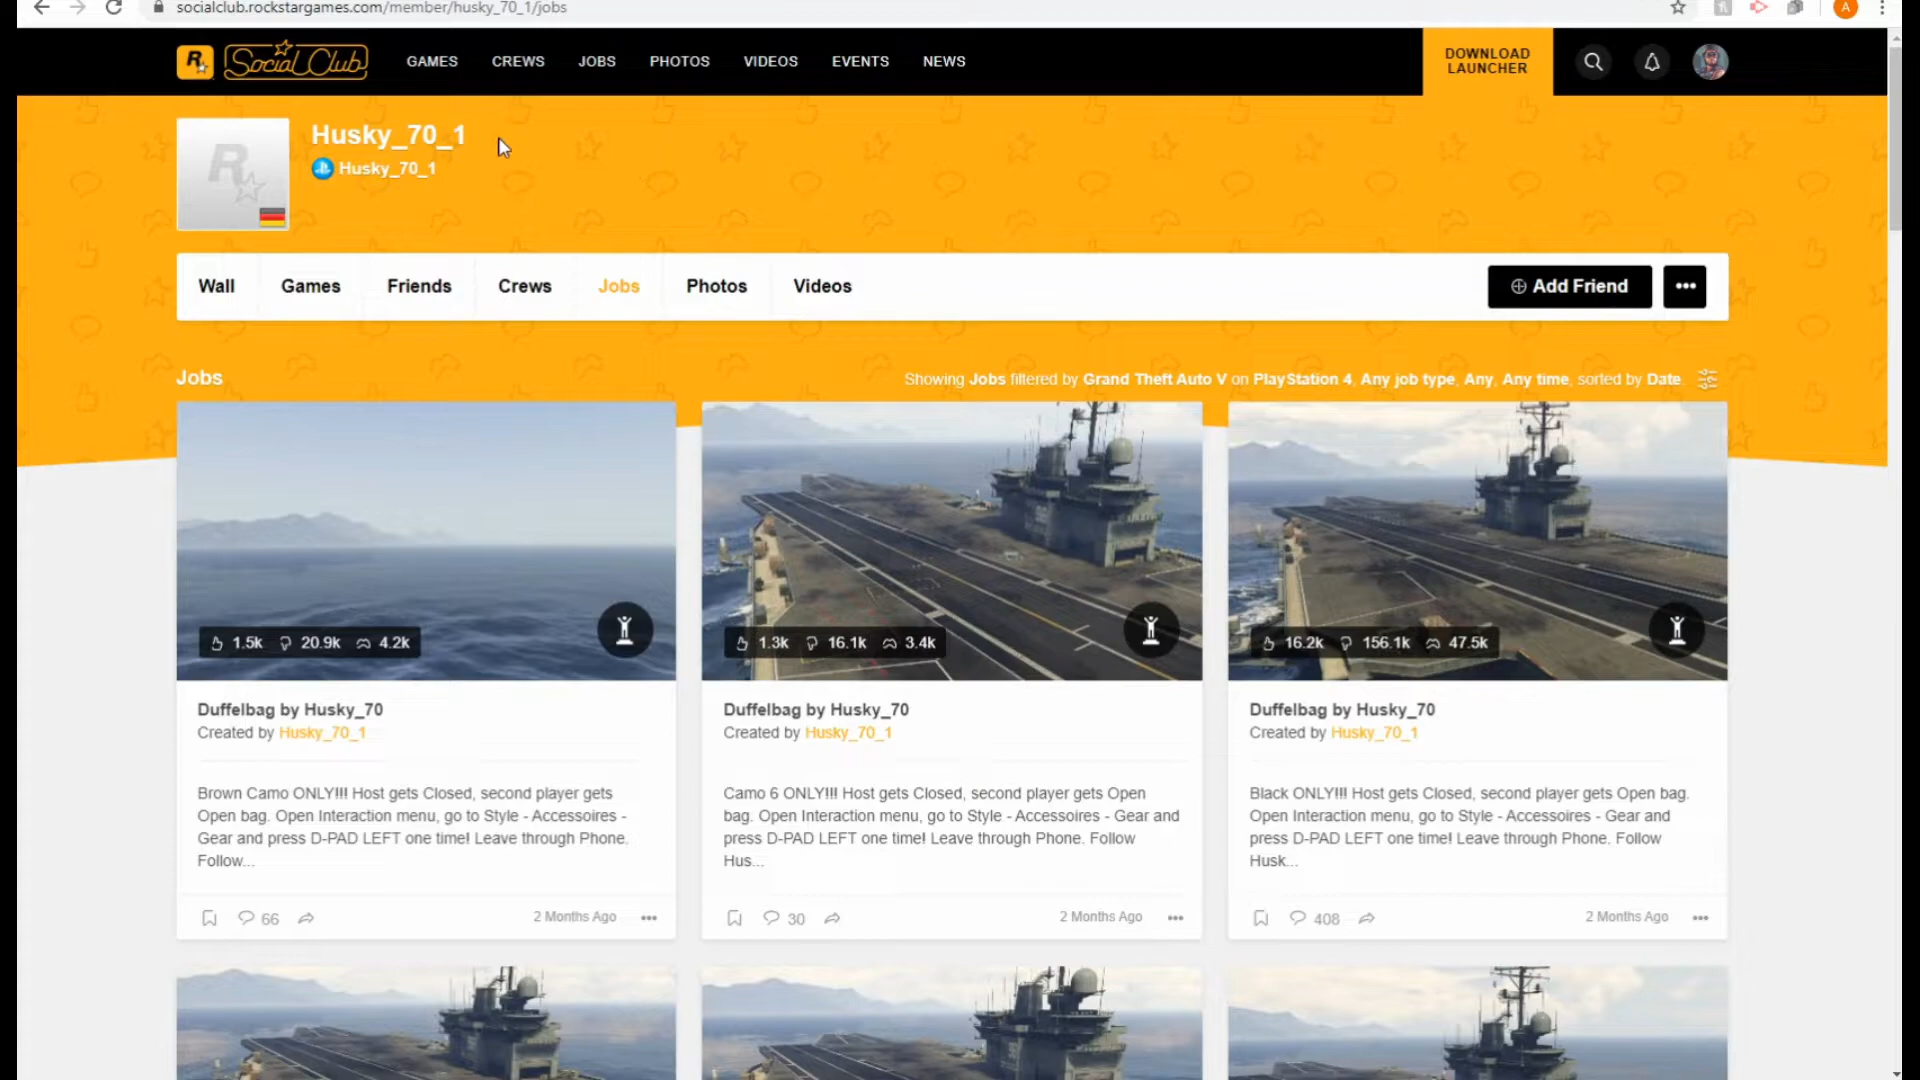 socialclub.rockstargames.com/member/husky_70_1/jobs
A
R
Social Club
GAMES CREWS JOBS PHOTOS VIDEOS EVENTS NEWS
DOWNLOAD
LAUNCHER
R
Husky_70_1
Husky_70_1
Wall Games Friends Crews Jobs Photos Videos
Add Friend
Jobs
Showing Jobs filtered by Grand Theft Auto V on PlayStation 4, Any job type, Any, Any time, sorted by Date
1.5k 20.9k 4.2k
1.3k 16.1k 3.4k
16.2k 156.1k 47.5k
Duffelbag by Husky_70
Created by Husky_70_1
Brown Camo ONLY!!! Host gets Closed, second player gets
Open bag. Open Interaction menu, go to Style - Accessoires -
Gear and press D-PAD LEFT one time! Leave through Phone.
Follow...
66
2 Months Ago
Duffelbag by Husky_70
Created by Husky_70_1
Camo 6 ONLY!!! Host gets Closed, second player gets Open
bag. Open Interaction menu, go to Style - Accessoires - Gear and
press D-PAD LEFT one time! Leave through Phone. Follow
Hus...
30
2 Months Ago
Duffelbag by Husky_70
Created by Husky_70_1
Black ONLY!!! Host gets Closed, second player gets Open bag.
Open Interaction menu, go to Style - Accessoires - Gear and
press D-PAD LEFT one time! Leave through Phone. Follow
Husk...
408
2 Months Ago